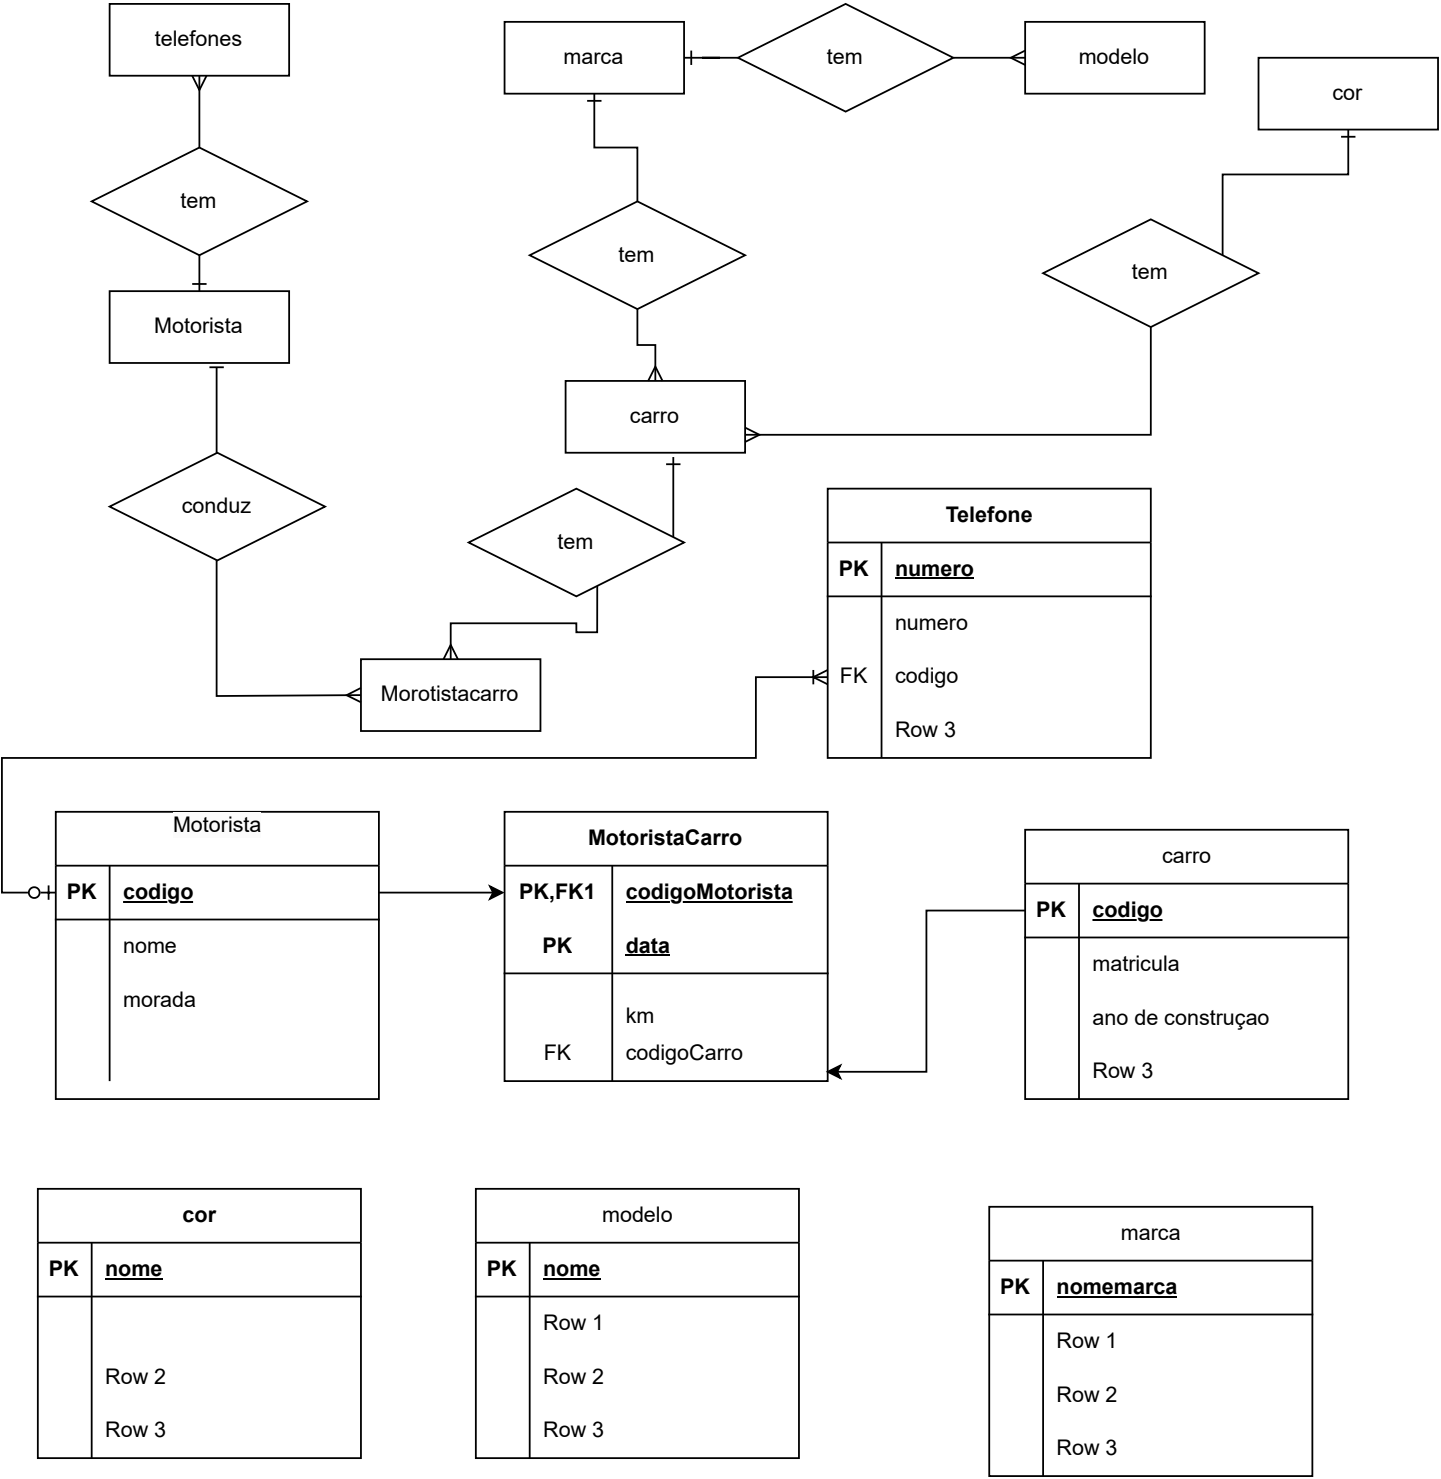 telefones
marca
tem
modelo
cor
tem
tem
tem
Motorista
carro
conduz
tem
Morotistacarro
Telefone
PK numero
numero
FK codigo
Row 3
Motorista
PK codigo
nome
morada
MotoristaCarro
PK,FK1 codigoMotorista
PK data
km
FK codigoCarro
carro
PK codigo
matricula
ano de construçao
Row 3
cor
PK nome
Row 2
Row 3
modelo
PK nome
Row 1
Row 2
Row 3
marca
PK nomemarca
Row 1
Row 2
Row 3